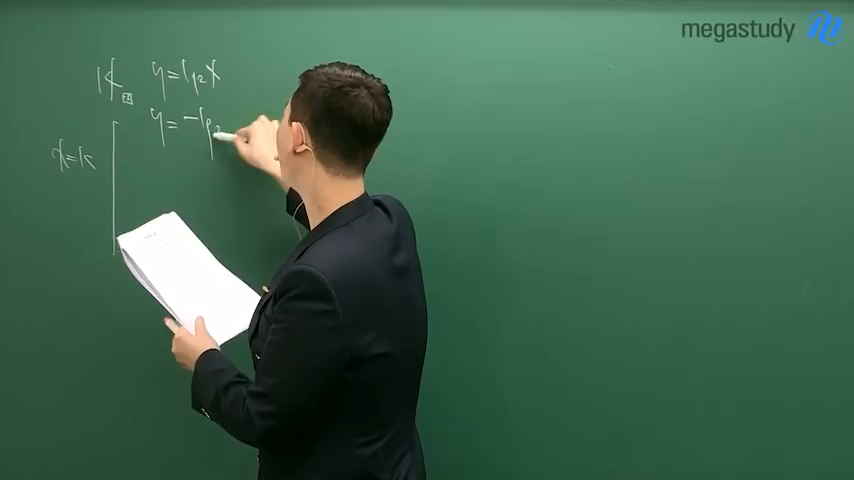 megastudy
1< y=log₂x
y=-log₂
x=k